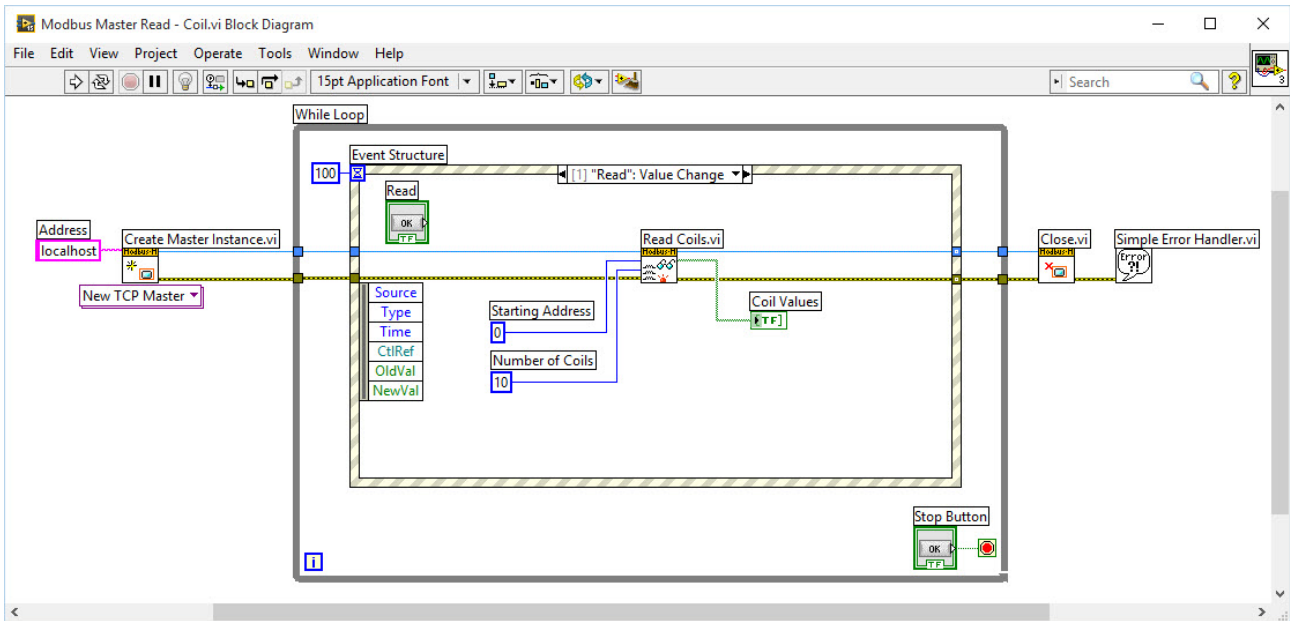 Modbus Master Read - Coil.vi Block Diagram
File Edit View Project Operate Tools Window Help
15pt Application Font
Search
3
While Loop
Event Structure
100
[1] "Read": Value Change
Read
OK
TF
Address
localhost
Create Master Instance.vi
Modbus-M
New TCP Master
Read Coils.vi
Modbus-M
Close.vi
Modbus-M
Simple Error Handler.vi
Error
?!
Source
Type
Time
CtlRef
OldVal
NewVal
Starting Address
0
Number of Coils
10
Coil Values
TF
Stop Button
OK
TF
i